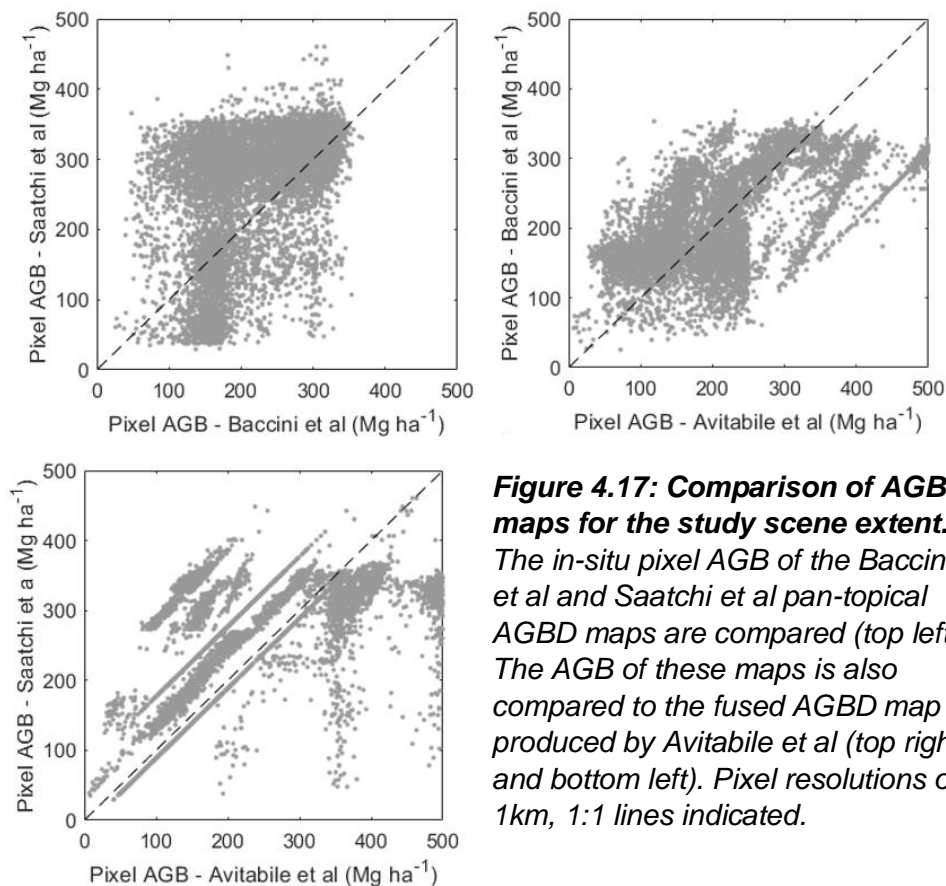 Pixel AGB - Saatchi et al (Mg ha⁻¹)
500
400
300
200
100
0
0 100 200 300 400 500
Pixel AGB - Baccini et al (Mg ha⁻¹)
Pixel AGB - Baccini et al (Mg ha⁻¹)
500
400
300
200
100
0
0 100 200 300 400 500
Pixel AGB - Avitabile et al (Mg ha⁻¹)
Pixel AGB - Saatchi et a (Mg ha⁻¹)
500
400
300
200
100
0
0 100 200 300 400 500
Pixel AGB - Avitabile et al (Mg ha⁻¹)
Figure 4.17: Comparison of AGB
maps for the study scene extent.
The in-situ pixel AGB of the Baccin
et al and Saatchi et al pan-topical
AGBD maps are compared (top left
The AGB of these maps is also
compared to the fused AGBD map
produced by Avitabile et al (top righ
and bottom left). Pixel resolutions o
1km, 1:1 lines indicated.